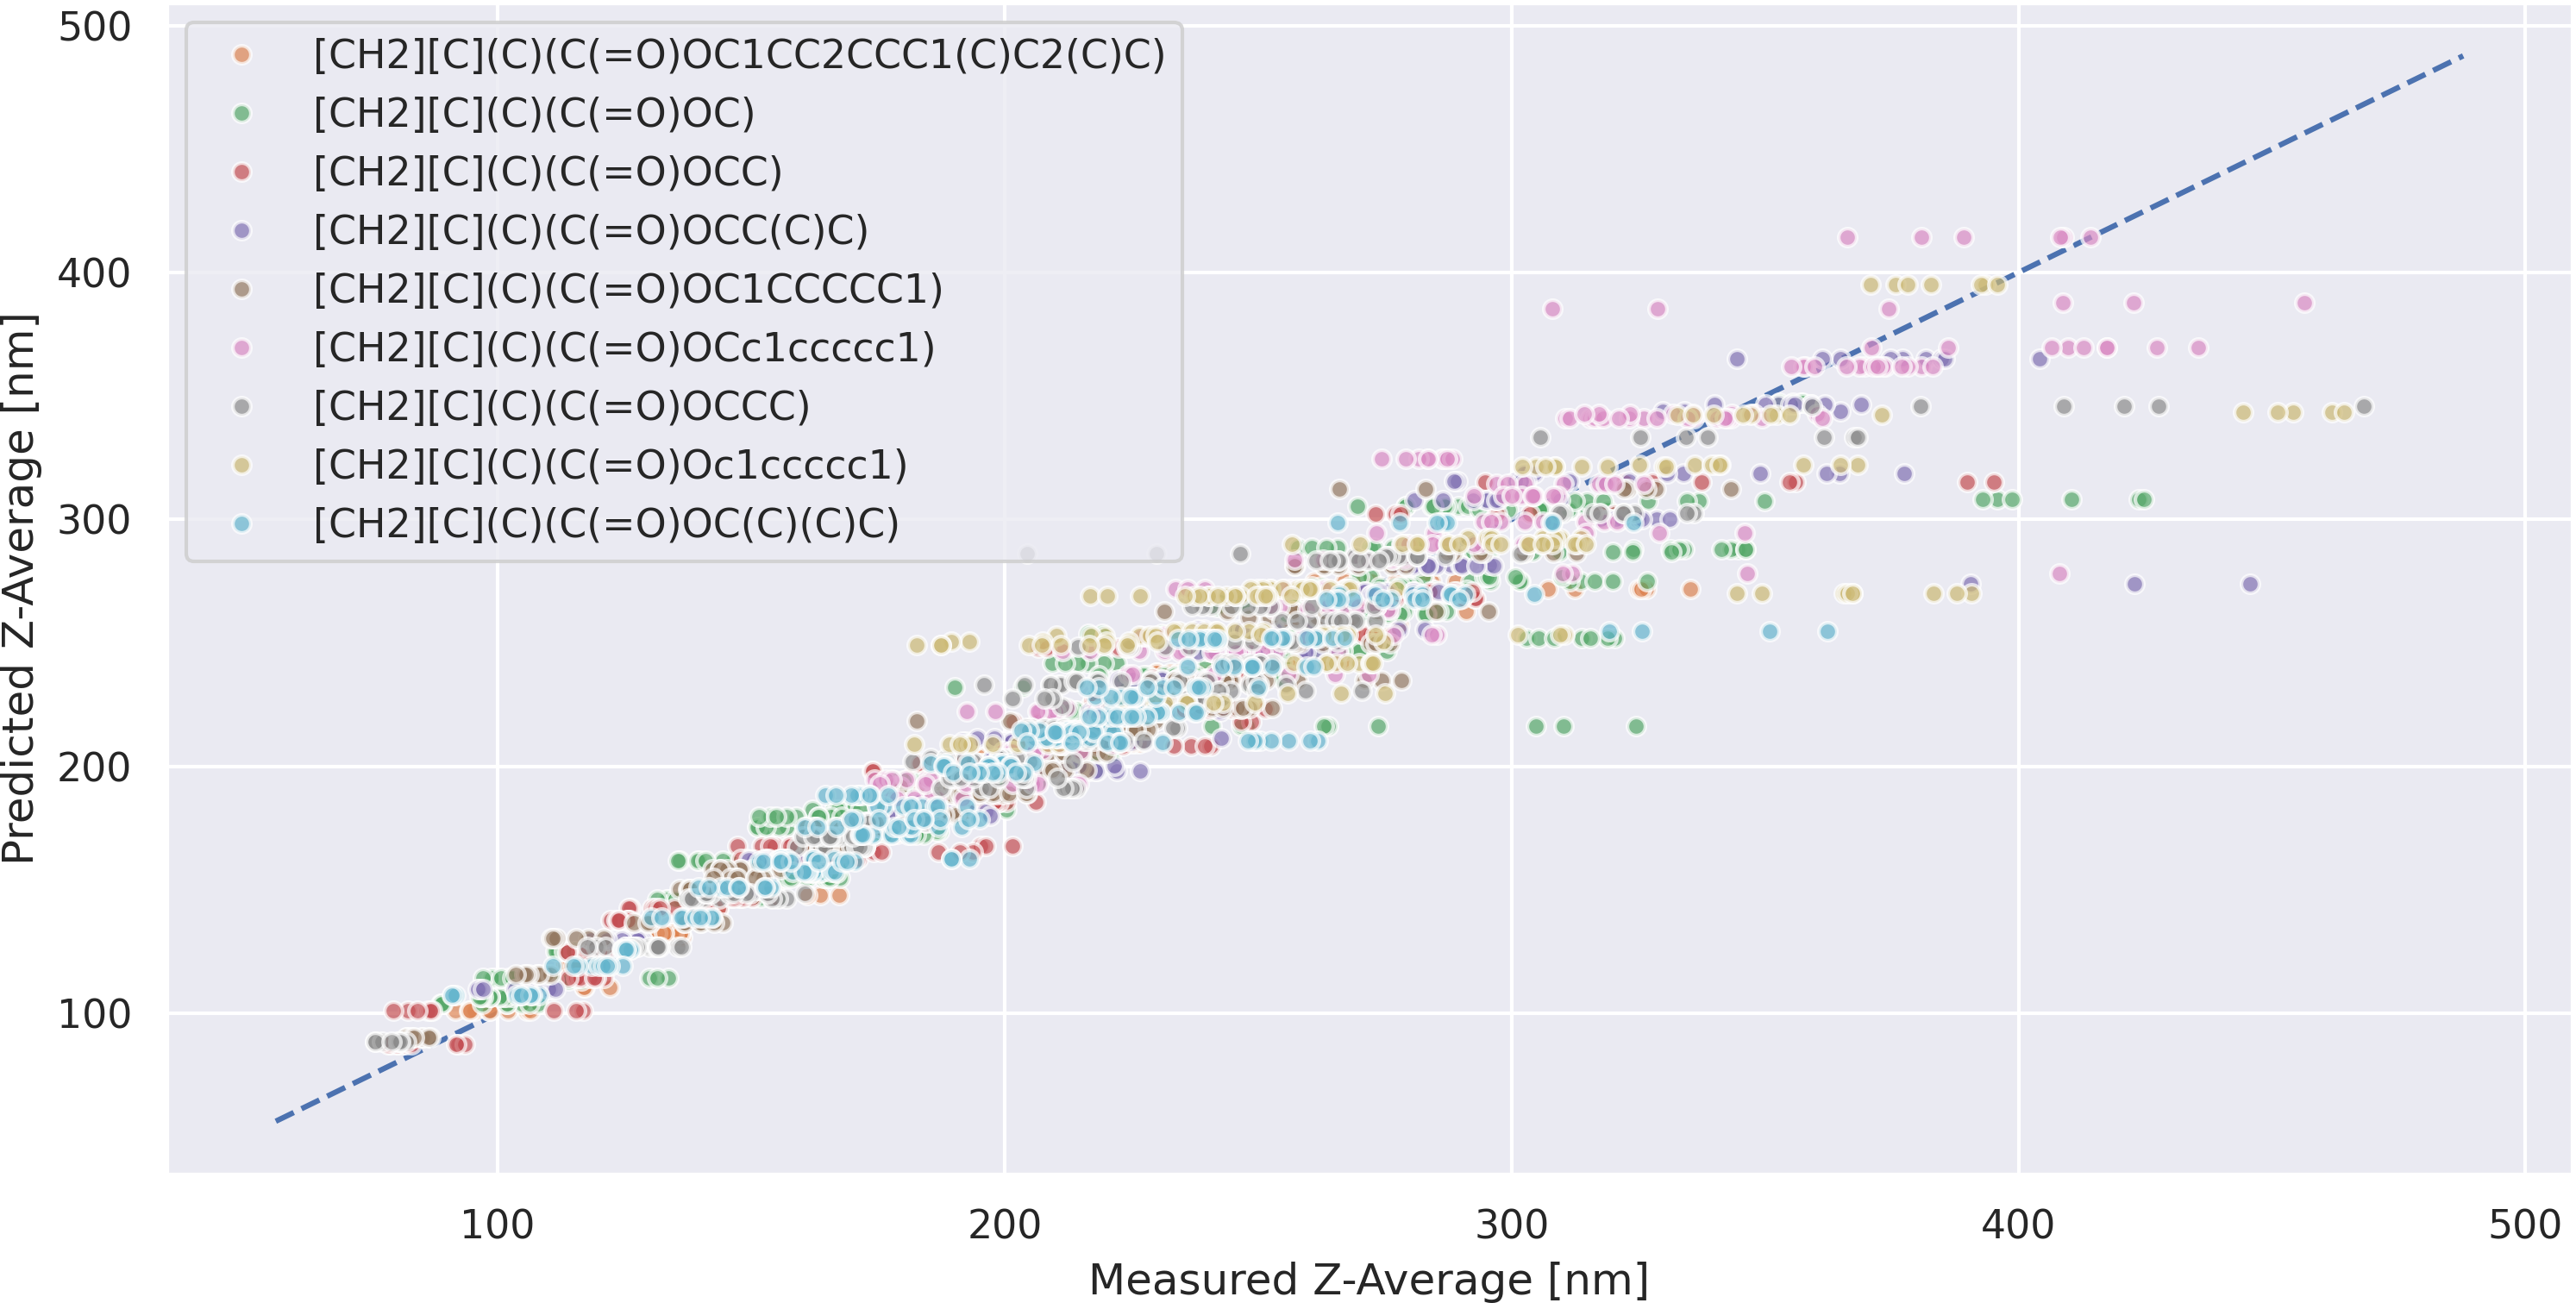 500
400
300
200
100
Predicted Z-Average [nm]
[CH2][C](C)(C(=O)OC1CC2CCC1(C)C2(C)C)
[CH2][C](C)(C(=O)OC)
[CH2][C](C)(C(=O)OCC)
[CH2][C](C)(C(=O)OCC(C)C)
[CH2][C](C)(C(=O)OC1CCCCC1)
[CH2][C](C)(C(=O)OCc1ccccc1)
[CH2][C](C)(C(=O)OCCC)
[CH2][C](C)(C(=O)Oc1ccccc1)
[CH2][C](C)(C(=O)OC(C)(C)C)
100 200 300 400 500
Measured Z-Average [nm]